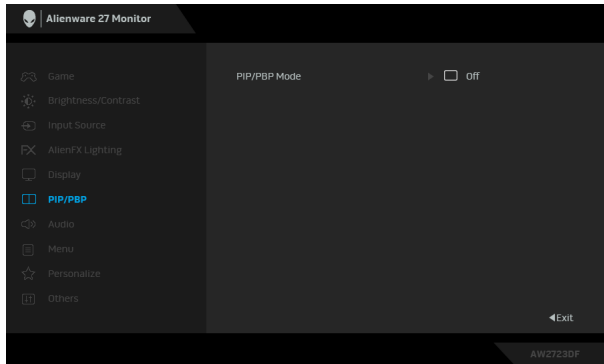 Alienware 27 Monitor
Game
PIP/PBP Mode Off
Brightness/Contrast
Input Source
FX AlienFX Lighting
Display
PIP/PBP
Audio
Menu
Personalize
Others
Exit
AW2723DF